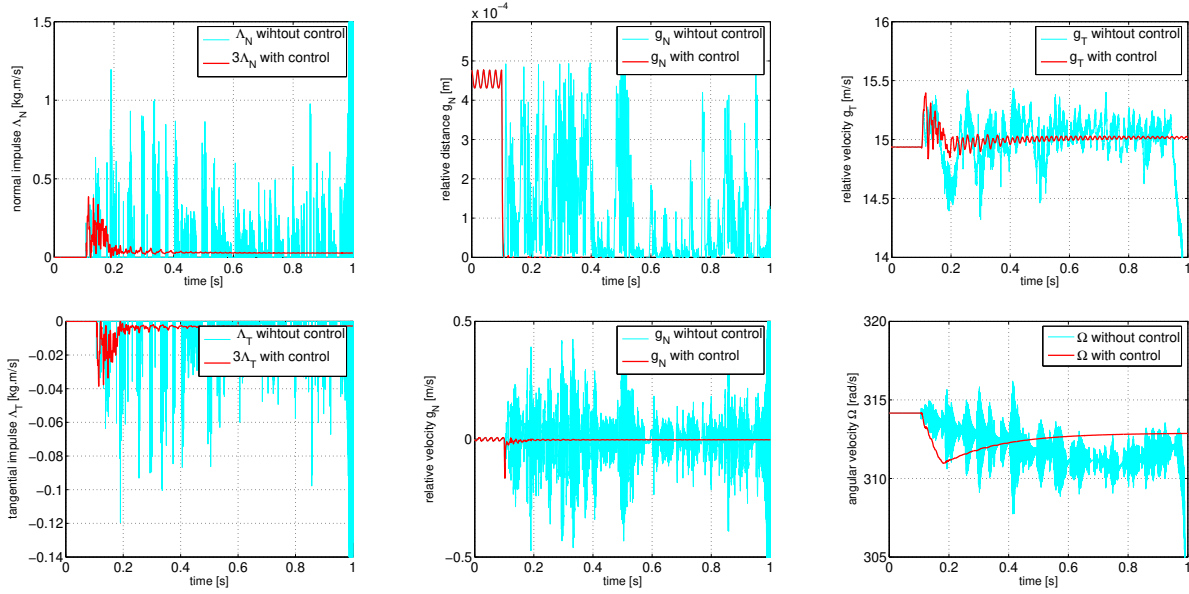 1.5
1
0.5
0
0 0.2 0.4 0.6 0.8 1
time [s]
normal impulse Λ_N [kg.m/s]
Λ_N wihtout control
3Λ_N with control
x 10^−4
6
5
4
3
2
1
0
0 0.2 0.4 0.6 0.8 1
time [s]
relative distance g_N [m]
g_N wihtout control
g_N with control
16
15.5
15
14.5
14
0 0.2 0.4 0.6 0.8 1
time [s]
relative velocity g_T [m/s]
g_T wihtout control
g_T with control
0
−0.02
−0.04
−0.06
−0.08
−0.1
−0.12
−0.14
0 0.2 0.4 0.6 0.8 1
time [s]
tangential impulse Λ_T [kg.m/s]
Λ_T wihtout control
3Λ_T with control
0.5
0
−0.5
0 0.2 0.4 0.6 0.8 1
time [s]
relative velocity g_N [m/s]
g_N wihtout control
g_N with control
320
315
310
305
0 0.2 0.4 0.6 0.8 1
time [s]
angular velocity Ω [rad/s]
Ω without control
Ω with control